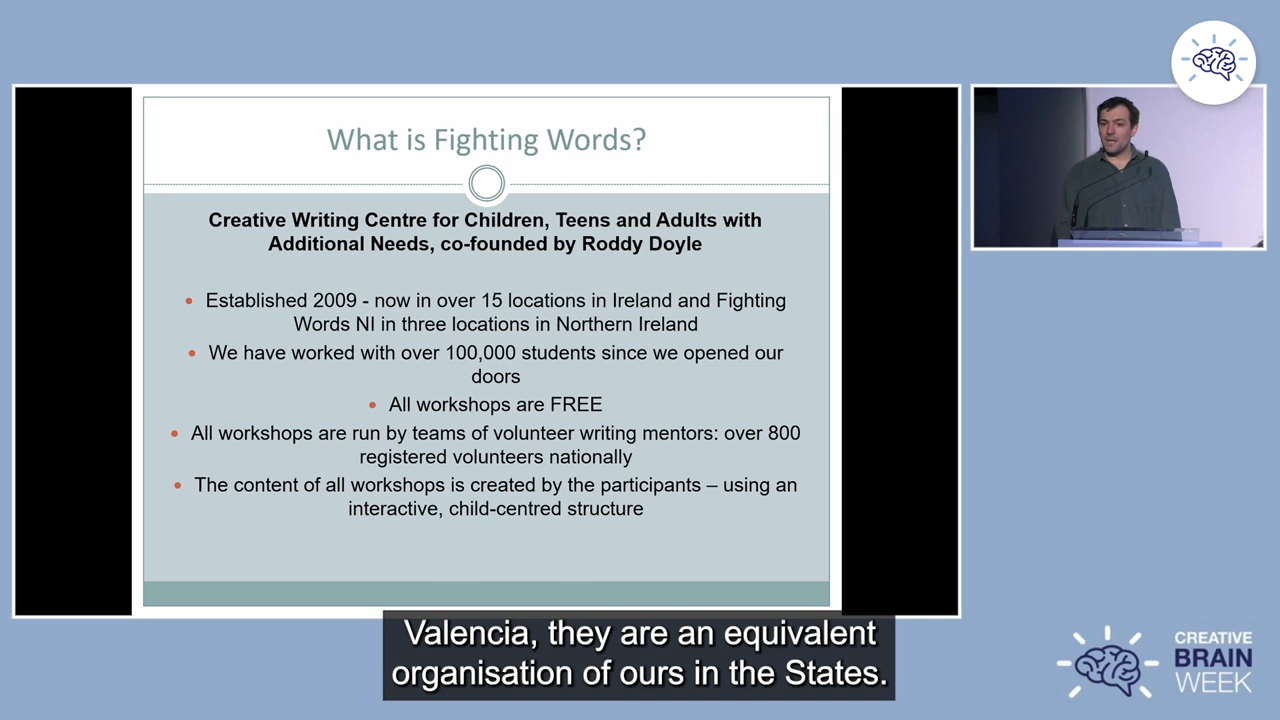 What is Fighting Words?
Creative Writing Centre for Children, Teens and Adults with
Additional Needs, co-founded by Roddy Doyle
• Established 2009 - now in over 15 locations in Ireland and Fighting
Words NI in three locations in Northern Ireland
• We have worked with over 100,000 students since we opened our
doors
• All workshops are FREE
• All workshops are run by teams of volunteer writing mentors: over 800
registered volunteers nationally
• The content of all workshops is created by the participants – using an
interactive, child-centred structure
Valencia, they are an equivalent
organisation of ours in the States.
CREATIVE
BRAIN
WEEK